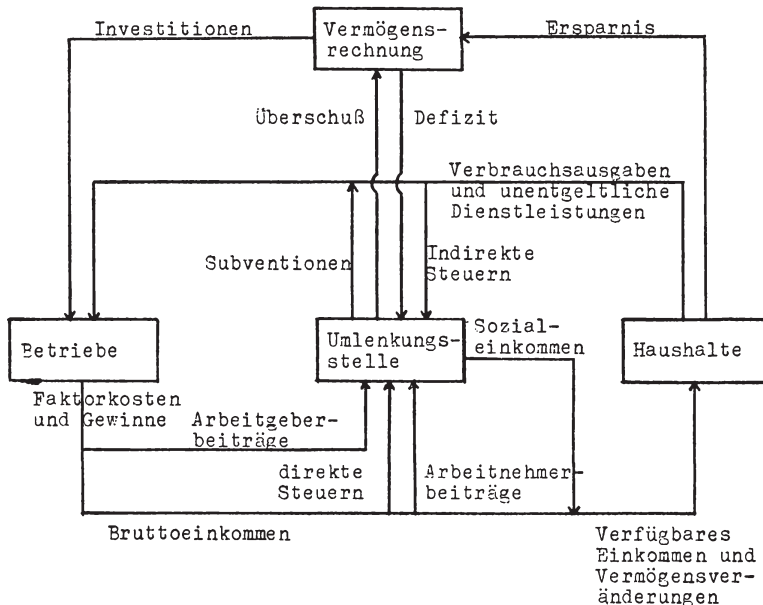 Investitionen
Vermögens-
rechnung
Ersparnis
Überschuß
Defizit
Verbrauchsausgaben
und unentgeltliche
Dienstleistungen
Subventionen
Indirekte
Steuern
Betriebe
Umlenkungs-
stelle
Sozial-
einkommen
Haushalte
Faktorkosten
und Gewinne
Arbeitgeber-
beiträge
direkte
Steuern
Arbeitnehmer-
beiträge
Bruttoeinkommen
Verfügbares
Einkommen und
Vermögensver-
änderungen